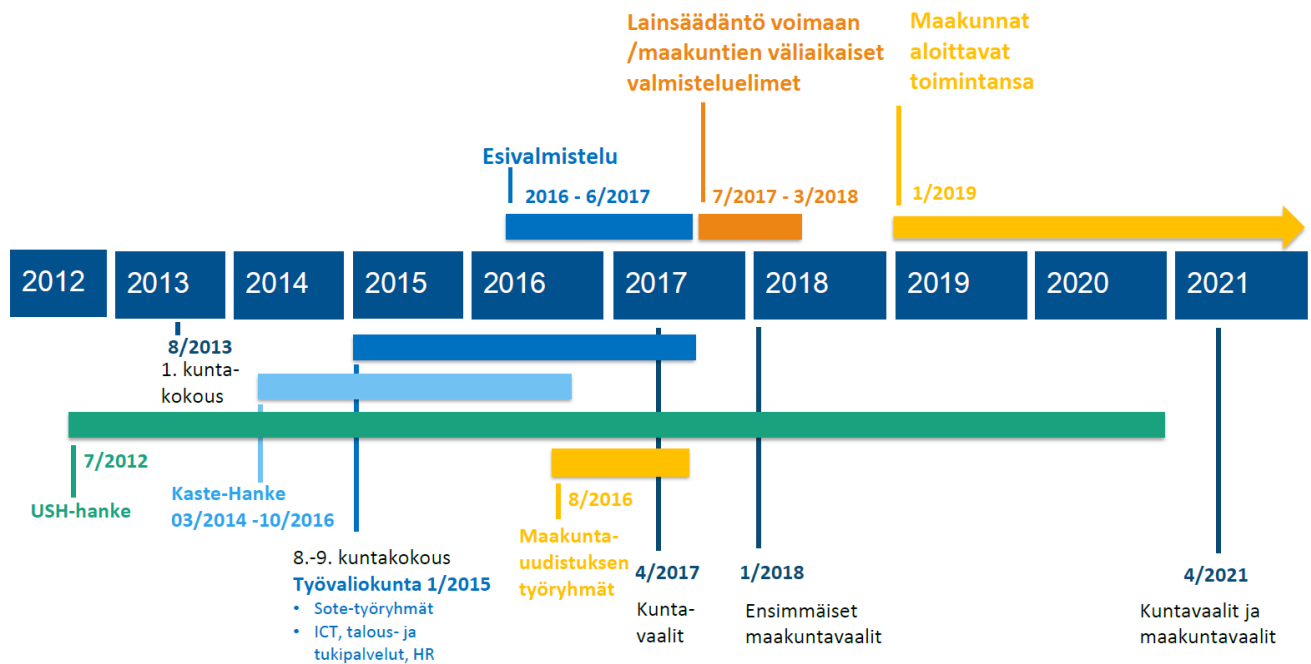 Lainsäädäntö voimaan
/maakuntien väliaikaiset
valmisteluelimet
Maakunnat
aloittavat
toimintansa
Esivalmistelu
2016 - 6/2017
7/2017 - 3/2018
1/2019
2012
2013
2014
2015
2016
2017
2018
2019
2020
2021
8/2013
1. kunta-
kokous
7/2012
USH-hanke
Kaste-Hanke
03/2014 -10/2016
8.-9. kuntakokous
Työvaliokunta 1/2015
• Sote-työryhmät
• ICT, talous- ja
tukipalvelut, HR
8/2016
Maakunta-
uudistuksen
työryhmät
4/2017
Kunta-
vaalit
1/2018
Ensimmäiset
maakuntavaalit
4/2021
Kuntavaalit ja
maakuntavaalit